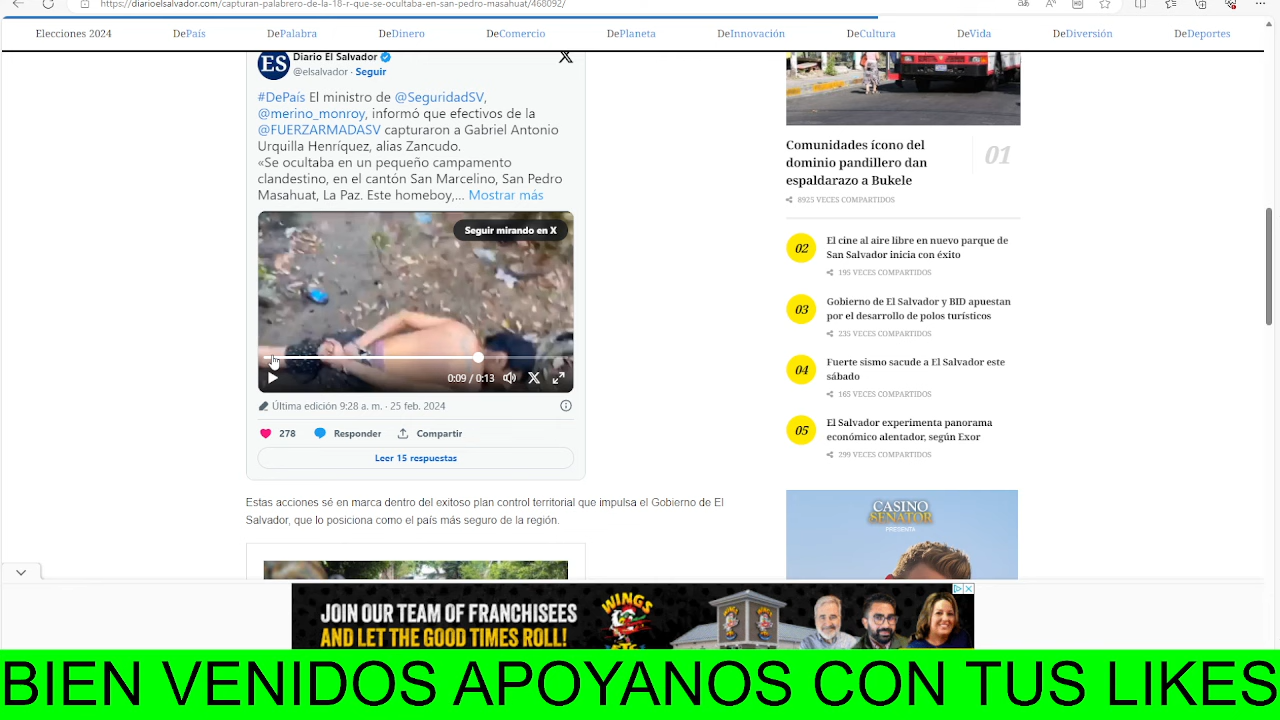 https://diarioelsalvador.com/capturan-palabrero-de-la-18-r-que-se-ocultaba-en-san-pedro-masahuat/468092/
Elecciones 2024 DePaís DePalabra DeDinero DeComercio DePlaneta DeInnovación DeCultura DeVida DeDiversión DeDeportes
ES
Diario El Salvador
@elsalvador · Seguir
#DePaís El ministro de @SeguridadSV,
@merino_monroy, informó que efectivos de la
@FUERZARMADASV capturaron a Gabriel Antonio
Urquilla Henríquez, alias Zancudo.
«Se ocultaba en un pequeño campamento
clandestino, en el cantón San Marcelino, San Pedro
Masahuat, La Paz. Este homeboy,... Mostrar más
Seguir mirando en X
0:09 / 0:13
Última edición 9:28 a. m. · 25 feb. 2024
278 Responder Compartir
Leer 15 respuestas
Estas acciones sé en marca dentro del exitoso plan control territorial que impulsa el Gobierno de El
Salvador, que lo posiciona como el país más seguro de la región.
Comunidades ícono del
dominio pandillero dan
espaldarazo a Bukele
01
8925 VECES COMPARTIDOS
02
El cine al aire libre en nuevo parque de
San Salvador inicia con éxito
195 VECES COMPARTIDOS
03
Gobierno de El Salvador y BID apuestan
por el desarrollo de polos turísticos
235 VECES COMPARTIDOS
04
Fuerte sismo sacude a El Salvador este
sábado
165 VECES COMPARTIDOS
05
El Salvador experimenta panorama
económico alentador, según Exor
299 VECES COMPARTIDOS
CASINO
SENATOR
PRESENTA
JOIN OUR TEAM OF FRANCHISEES
AND LET THE GOOD TIMES ROLL!
WINGS
ETC
BIEN VENIDOS APOYANOS CON TUS LIKES